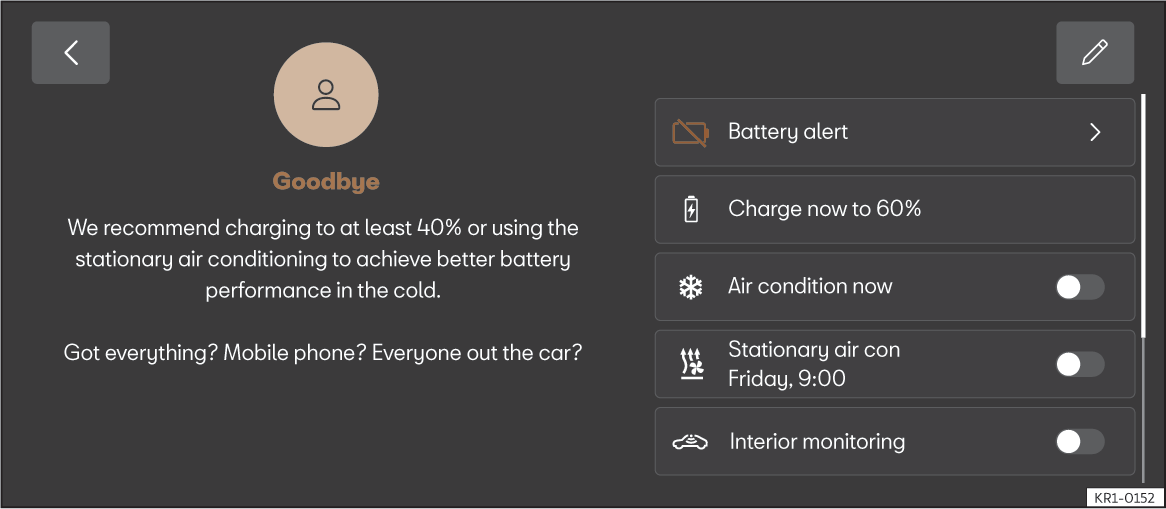 Goodbye
We recommend charging to at least 40% or using the
stationary air conditioning to achieve better battery
performance in the cold.
Got everything? Mobile phone? Everyone out the car?
Battery alert
Charge now to 60%
Air condition now
Stationary air con
Friday, 9:00
Interior monitoring
KR1-0152